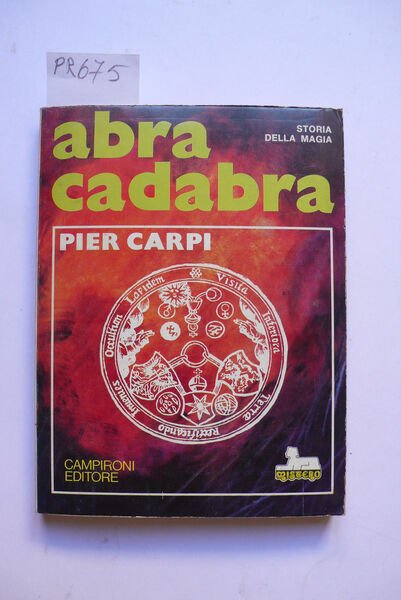 PR675
STORIA
DELLA MAGIA
abra
cadabra
PIER CARPI
Visita Interiora Terrae Rectificando Invenies Occultum Lapidem
CAMPIRONI
EDITORE
MISTERO